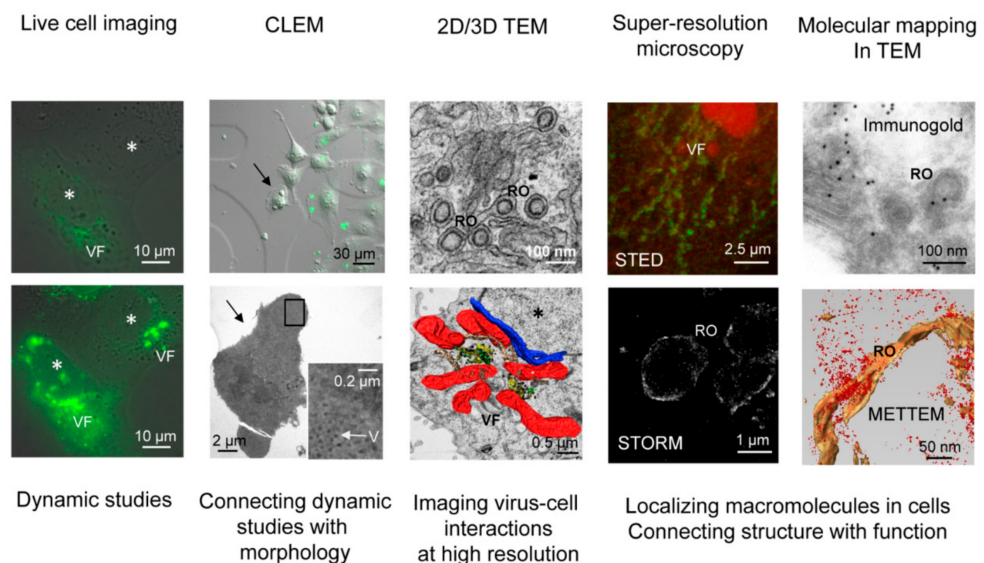 Live cell imaging
CLEM
2D/3D TEM
Super-resolution
microscopy
Molecular mapping
In TEM
*
*
VF
10 µm
30 µm
RO
RO
100 nm
VF
STED
2.5 µm
Immunogold
RO
100 nm
*
*
VF
VF
10 µm
0.2 µm
V
2 µm
*
VF
0.5 µm
RO
STORM
1 µm
RO
METTEM
50 nm
Dynamic studies
Connecting dynamic
studies with
morphology
Imaging virus-cell
interactions
at high resolution
Localizing macromolecules in cells
Connecting structure with function